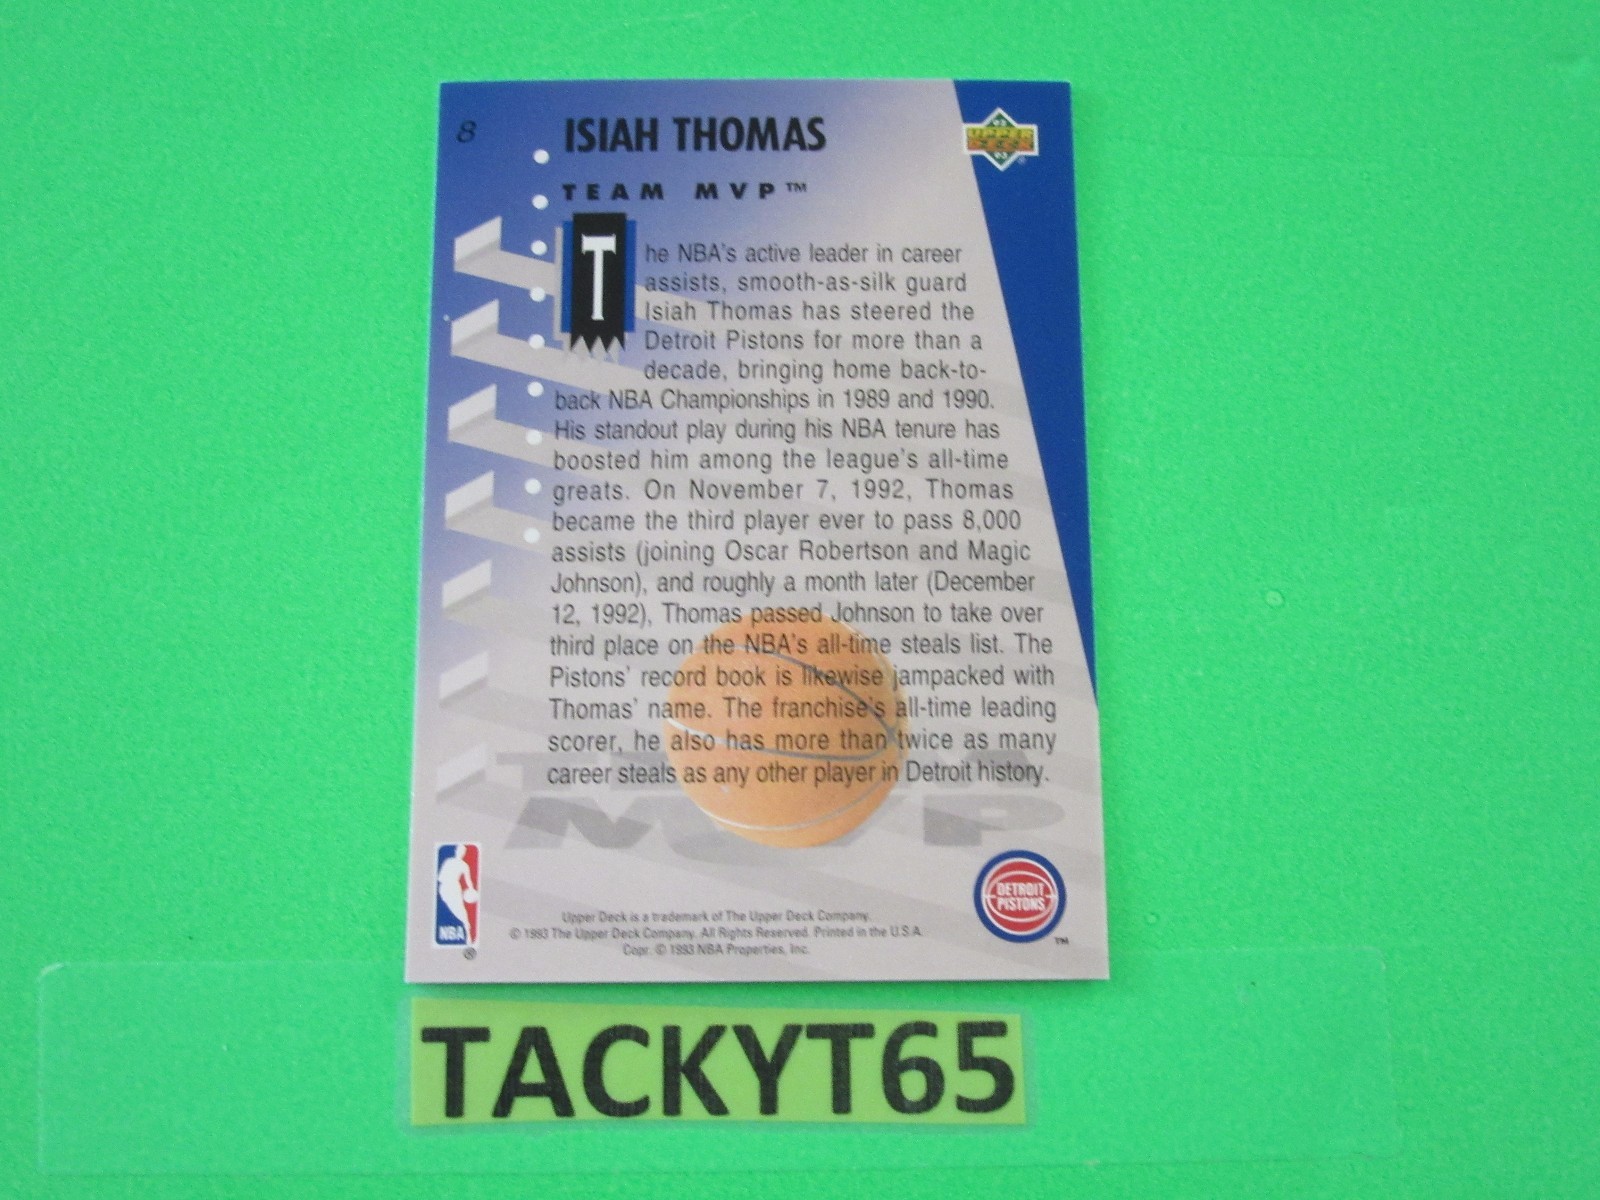 8
ISIAH THOMAS
92
UPPER
DECK
93
TEAM MVP™
The NBA's active leader in career
assists, smooth-as-silk guard
Isiah Thomas has steered the
Detroit Pistons for more than a
decade, bringing home back-to-
back NBA Championships in 1989 and 1990.
His standout play during his NBA tenure has
boosted him among the league's all-time
greats. On November 7, 1992, Thomas
became the third player ever to pass 8,000
assists (joining Oscar Robertson and Magic
Johnson), and roughly a month later (December
12, 1992), Thomas passed Johnson to take over
third place on the NBA's all-time steals list. The
Pistons' record book is likewise jampacked with
Thomas' name. The franchise's all-time leading
scorer, he also has more than twice as many
career steals as any other player in Detroit history.
TEAM
MVP
NBA
®
DETROIT
PISTONS
™
Upper Deck is a trademark of The Upper Deck Company.
© 1993 The Upper Deck Company. All Rights Reserved. Printed in the U.S.A.
Copr. © 1993 NBA Properties, Inc.
TACKYT65